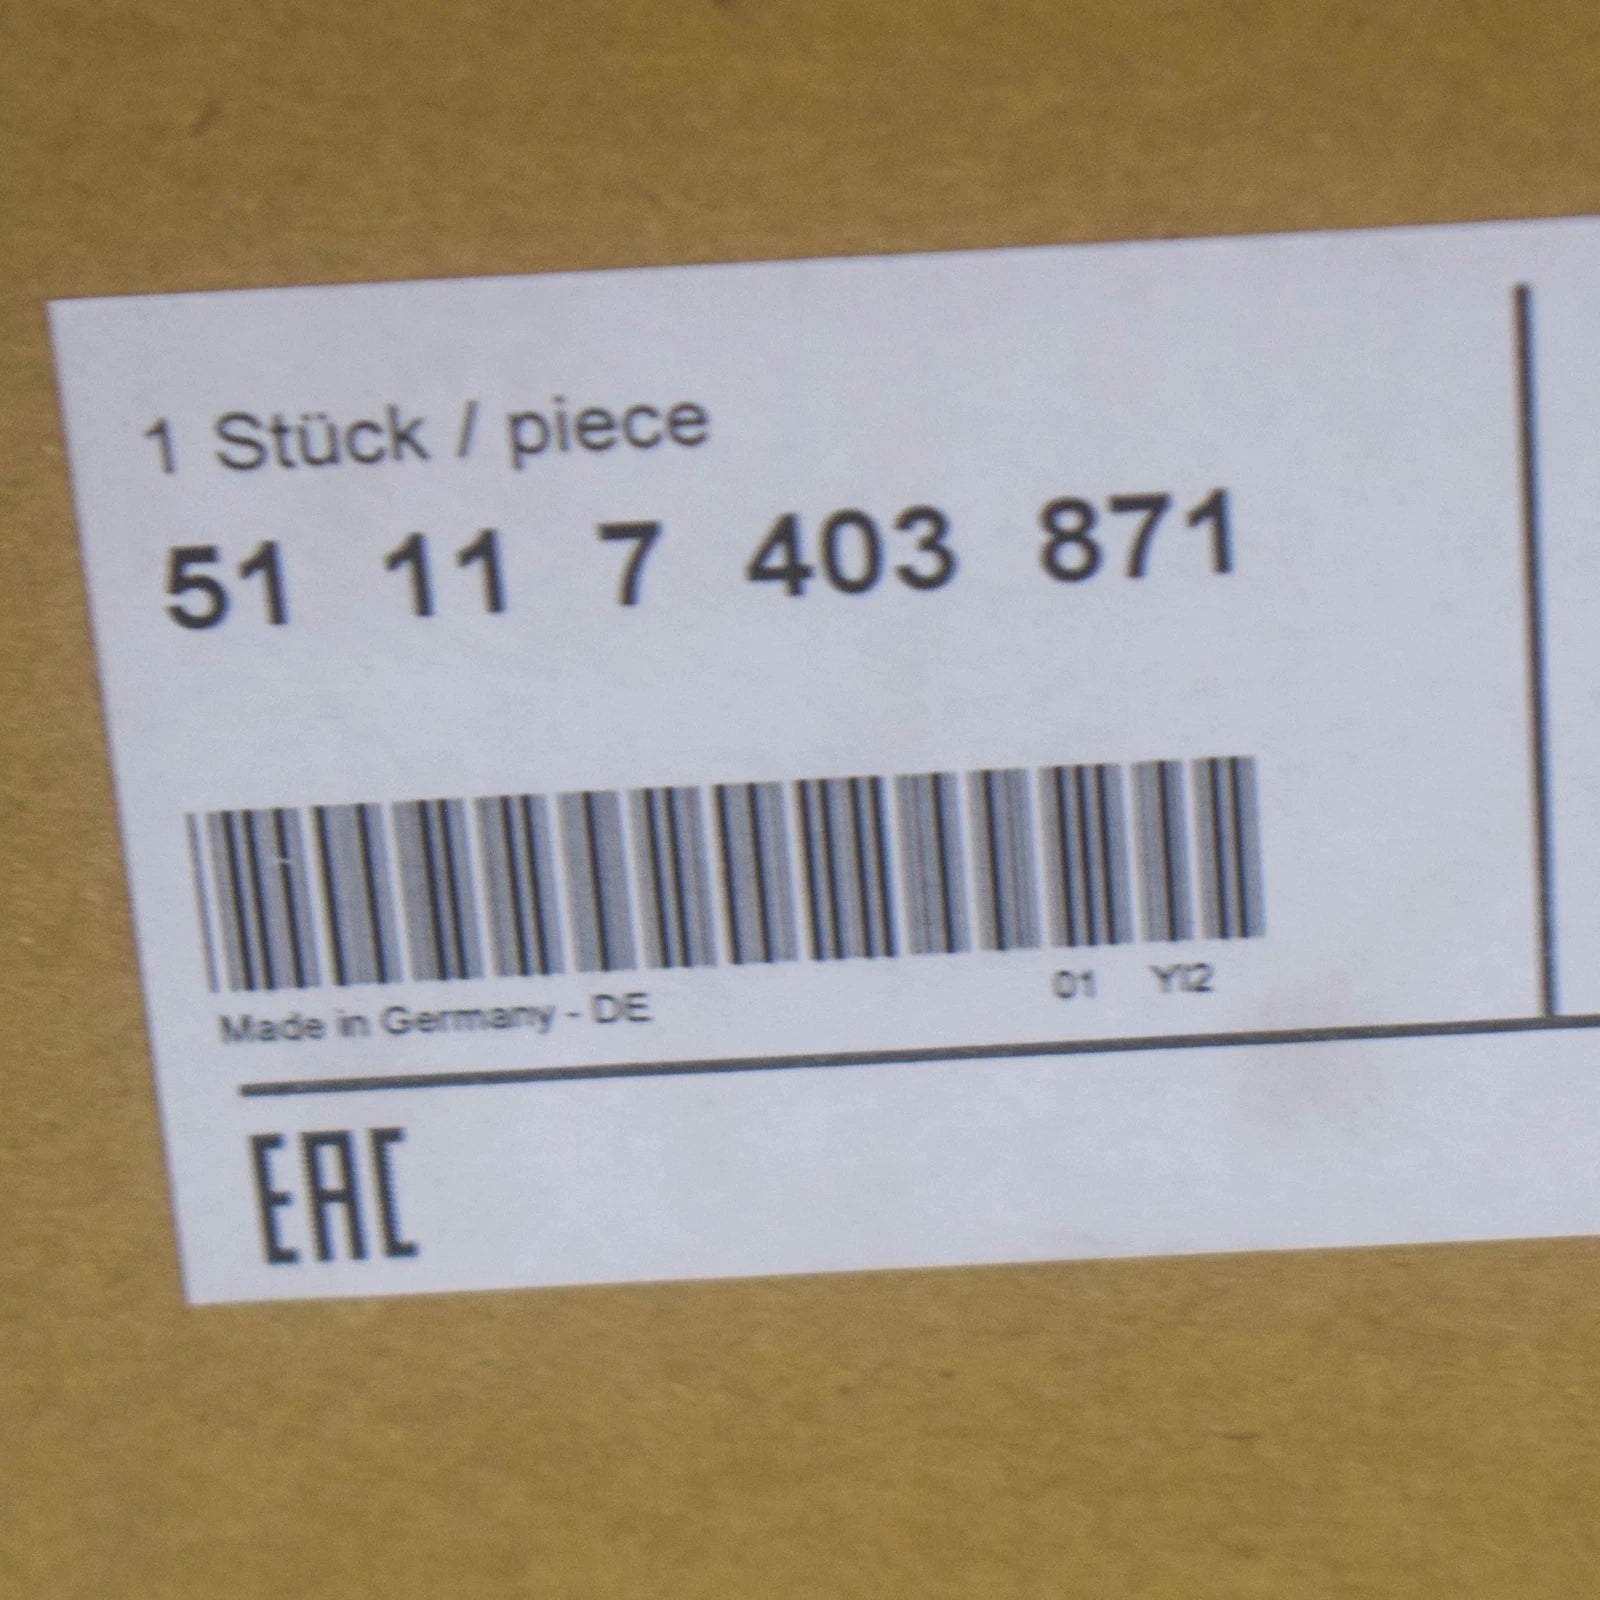 1 Stück / piece
51 11 7 403 871
Made in Germany - DE 01 YI2
EAC